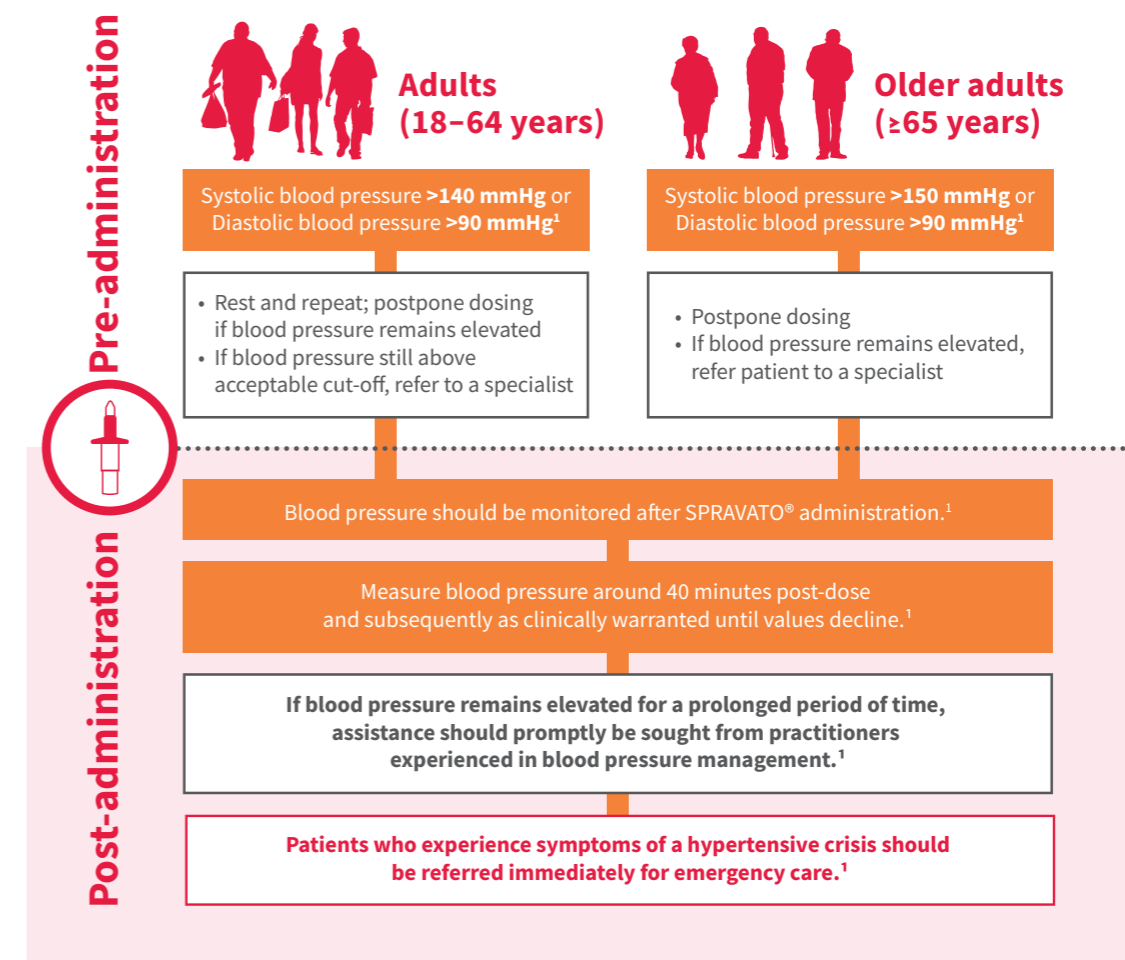 Pre-administration
Adults
(18–64 years)
Systolic blood pressure >140 mmHg or
Diastolic blood pressure >90 mmHg¹
• Rest and repeat; postpone dosing
if blood pressure remains elevated
• If blood pressure still above
acceptable cut-off, refer to a specialist
Older adults
(≥65 years)
Systolic blood pressure >150 mmHg or
Diastolic blood pressure >90 mmHg¹
• Postpone dosing
• If blood pressure remains elevated,
refer patient to a specialist
Post-administration
Blood pressure should be monitored after SPRAVATO® administration.¹
Measure blood pressure around 40 minutes post-dose
and subsequently as clinically warranted until values decline.¹
If blood pressure remains elevated for a prolonged period of time,
assistance should promptly be sought from practitioners
experienced in blood pressure management.¹
Patients who experience symptoms of a hypertensive crisis should
be referred immediately for emergency care.¹